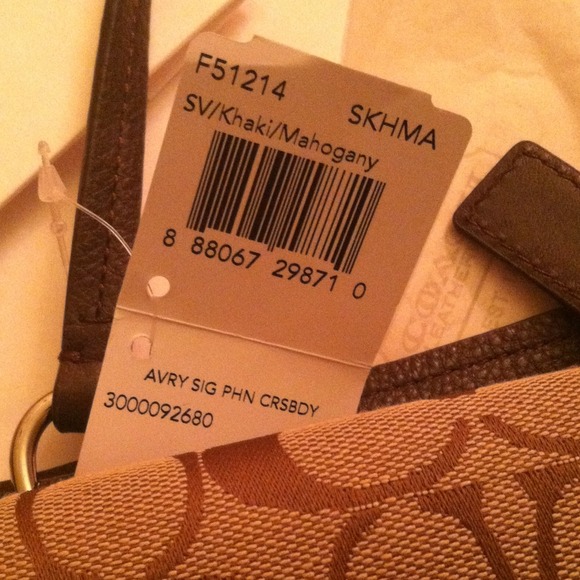 F51214 SKHMA
SV/Khaki/Mahogany
8 88067 29871 0
AVRY SIG PHN CRSBDY
3000092680